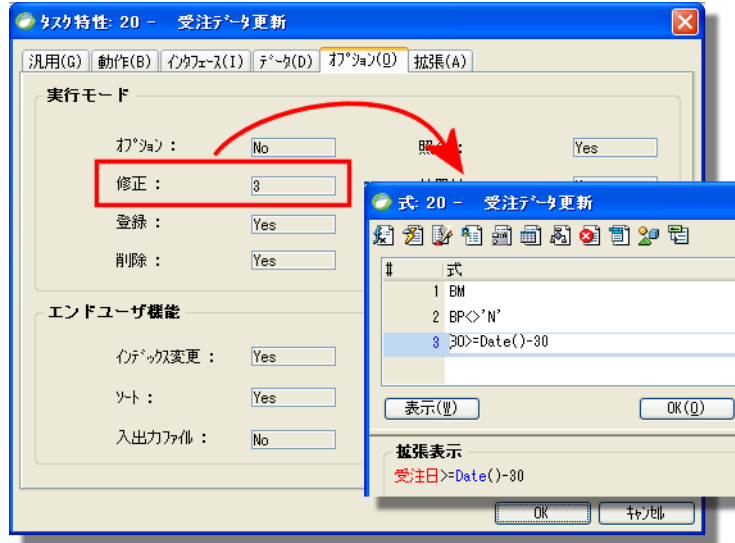 タスク特性: 20 - 受注データ更新
汎用(G) 動作(B) インタフェース(I) データ(D) オプション(O) 拡張(A)
実行モード
オプション : No
修正 : 3
登録 : Yes
削除 : Yes
Yes
エンドユーザ機能
インデックス変更 : Yes
ソート : Yes
入出力ファイル : No
OK キャンセル
式: 20 - 受注データ更新
# 式
1 BM
2 BP<>'N'
3 BO>=Date()-30
表示(W) OK(O)
拡張表示
受注日>=Date()-30